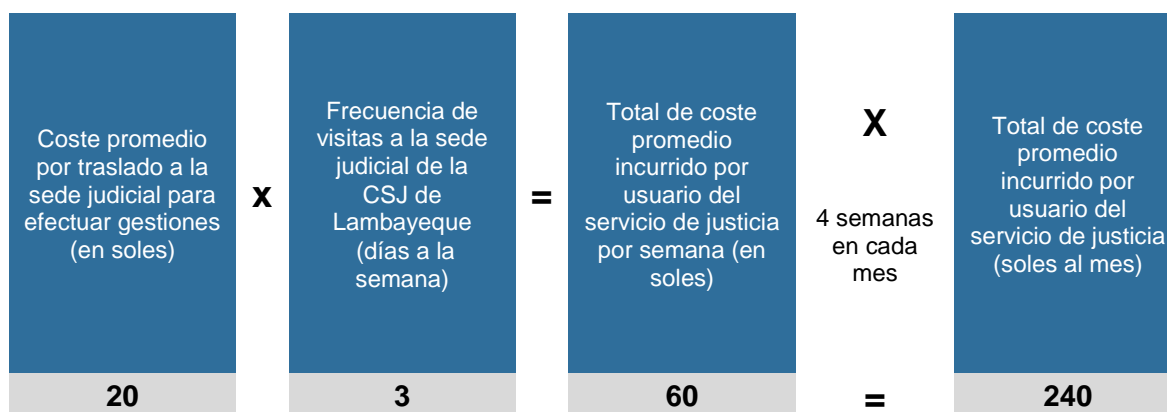 Coste promedio
por traslado a la
sede judicial para
efectuar gestiones
(en soles)
x
Frecuencia de
visitas a la sede
judicial de la
CSJ de
Lambayeque
(días a la
semana)
=
Total de coste
promedio
incurrido por
usuario del
servicio de justicia
por semana (en
soles)
X
4 semanas
en cada
mes
Total de coste
promedio
incurrido por
usuario del
servicio de justicia
(soles al mes)
20
3
60
=
240